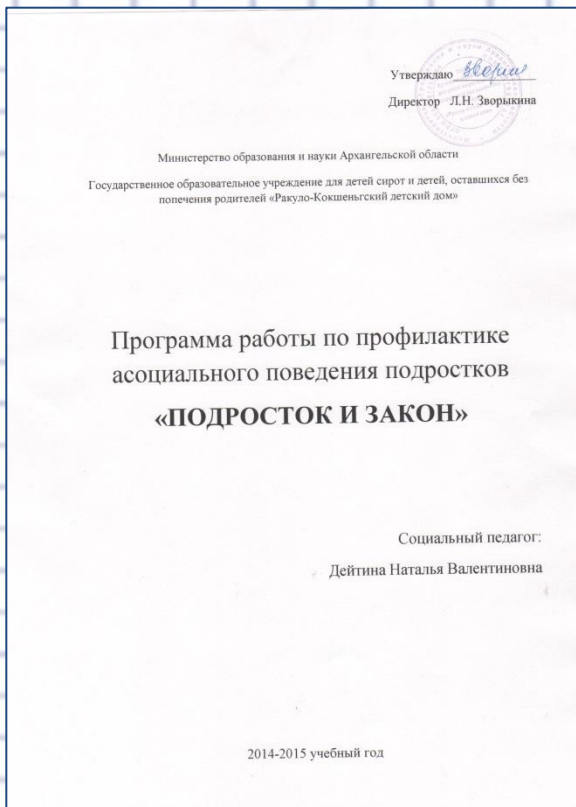 Утверждаю
Директор Л.Н. Зворыкина
Министерство образования и науки Архангельской области
Государственное образовательное учреждение для детей сирот и детей, оставшихся без
попечения родителей «Ракуло-Кокшеньгский детский дом»
Программа работы по профилактике
асоциального поведения подростков
«ПОДРОСТОК И ЗАКОН»
Социальный педагог:
Дейтина Наталья Валентиновна
2014-2015 учебный год